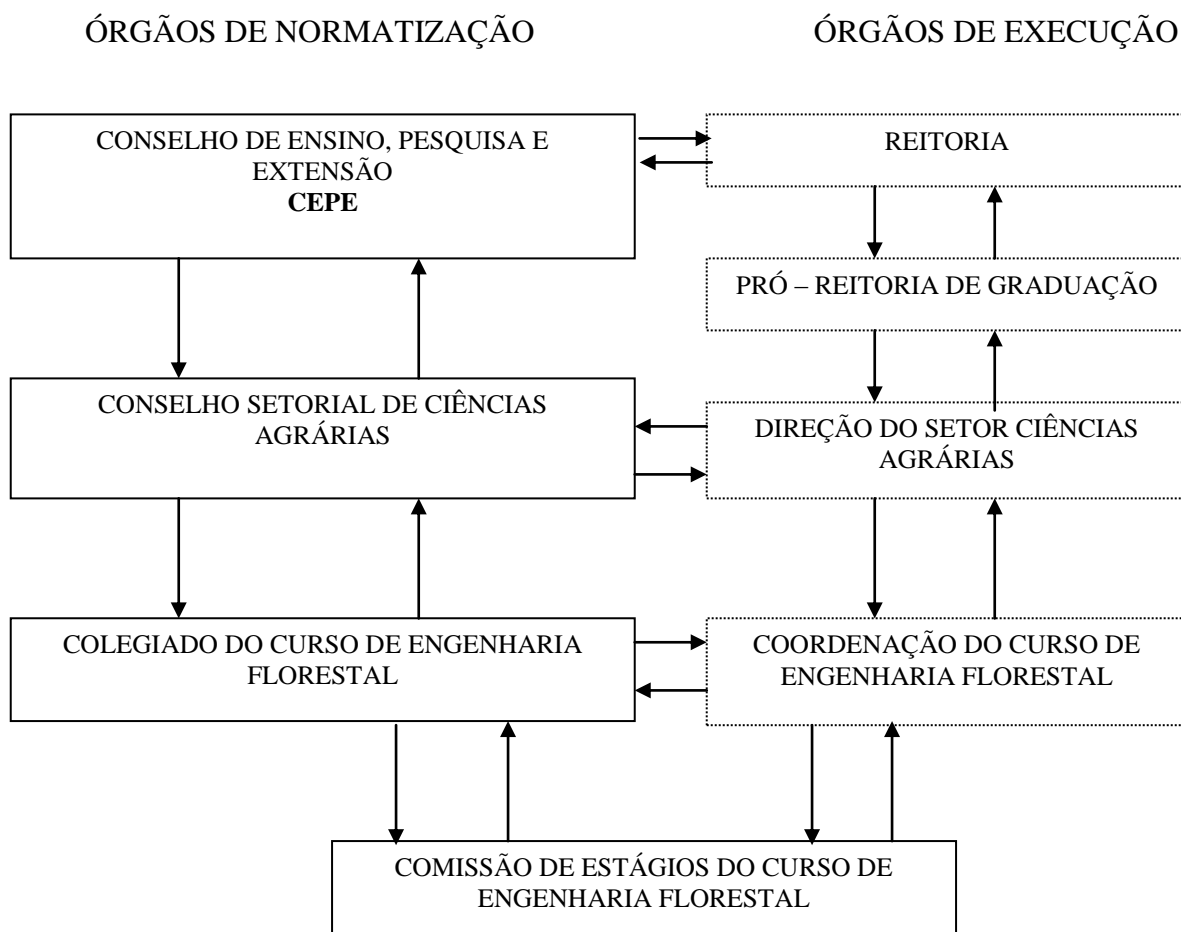 ÓRGÃOS DE NORMATIZAÇÃO
ÓRGÃOS DE EXECUÇÃO
CONSELHO DE ENSINO, PESQUISA E
EXTENSÃO
CEPE
REITORIA
PRÓ – REITORIA DE GRADUAÇÃO
CONSELHO SETORIAL DE CIÊNCIAS
AGRÁRIAS
DIREÇÃO DO SETOR CIÊNCIAS
AGRÁRIAS
COLEGIADO DO CURSO DE ENGENHARIA
FLORESTAL
COORDENAÇÃO DO CURSO DE
ENGENHARIA FLORESTAL
COMISSÃO DE ESTÁGIOS DO CURSO DE
ENGENHARIA FLORESTAL